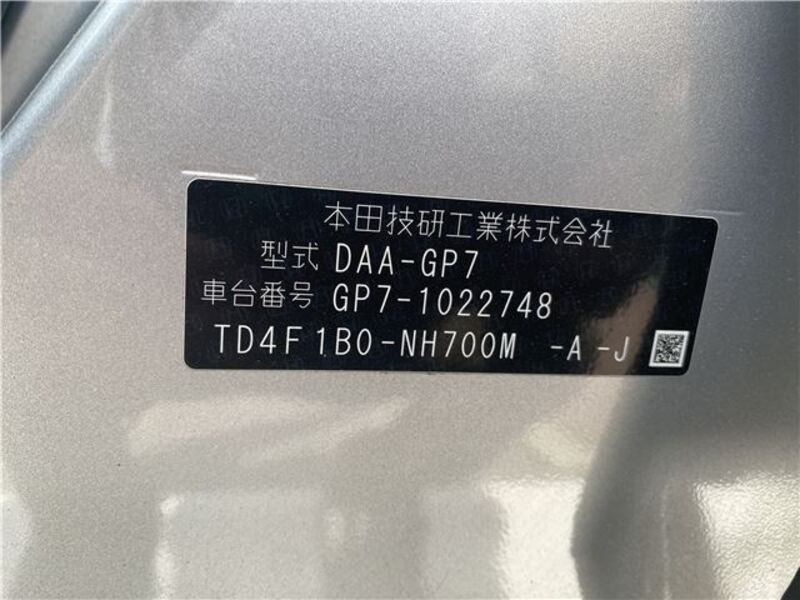 本田技研工業株式会社
型式 DAA-GP7
車台番号 GP7-1022748
TD4F1B0-NH700M -A -J